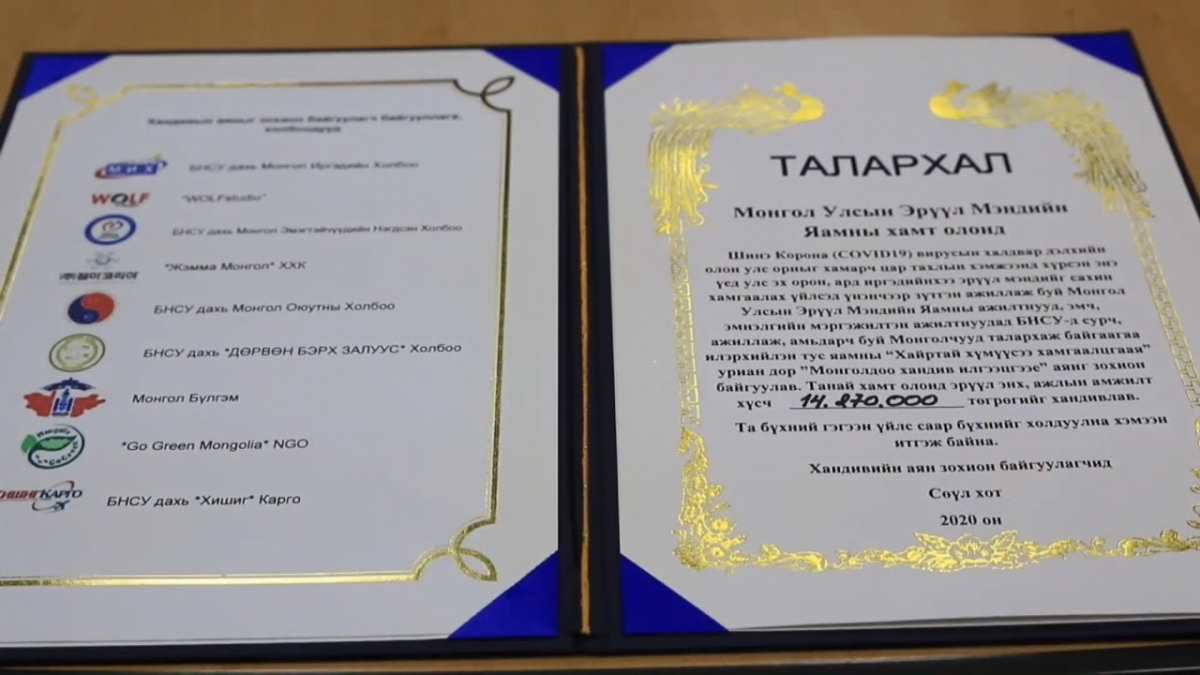 Хандивын аяныг зохион байгуулагч байгууллага,
холбоодууд
МИХ
БНСУ дахь Монгол Иргэдийн Холбоо
WOLF
"WOLFstudio"
БНСУ дахь Монгол Эмэгтэйчүүдийн Нэгдсэн Холбоо
"Жэмма Монгол" ХХК
БНСУ дахь Монгол Оюутны Холбоо
БНСУ дахь "ДӨРВӨН БЭРХ ЗАЛУУС" Холбоо
Монгол Бүлгэм
"Go Green Mongolia" NGO
КАРГО
БНСУ дахь "Хишиг" Карго
ТАЛАРХАЛ
Монгол Улсын Эрүүл Мэндийн
Яамны хамт олонд
Шинэ Корона (COVID19) вирусын халдвар дэлхийн
олон улс орныг хамарч цар тахлын хэмжээнд хүрсэн энэ
үед улс эх орон, ард иргэдийнхээ эрүүл мэндийг сахин
хамгаалах үйлсэд үнэнчээр зүтгэн ажиллаж буй Монгол
Улсын Эрүүл Мэндийн Яамны ажилтнууд, эмч,
эмнэлгийн мэргэжилтэн ажилтнуудад БНСУ-д сурч,
ажиллаж, амьдарч буй Монголчууд талархаж байгаагаа
илэрхийлэн тус яамны “Хайртай хүмүүсээ хамгаалцгаая”
уриан дор ”Монголдоо хандив илгээцгээе” аянг зохион
байгуулав. Танай хамт олонд эрүүл энх, ажлын амжилт
хүсч 14.270.000 төгрөгийг хандивлав.
Та бүхний гэгээн үйлс саар бүхнийг холдуулна хэмээн
итгэж байна.
Хандивийн аян зохион байгуулагчид
Сөүл хот
2020 он